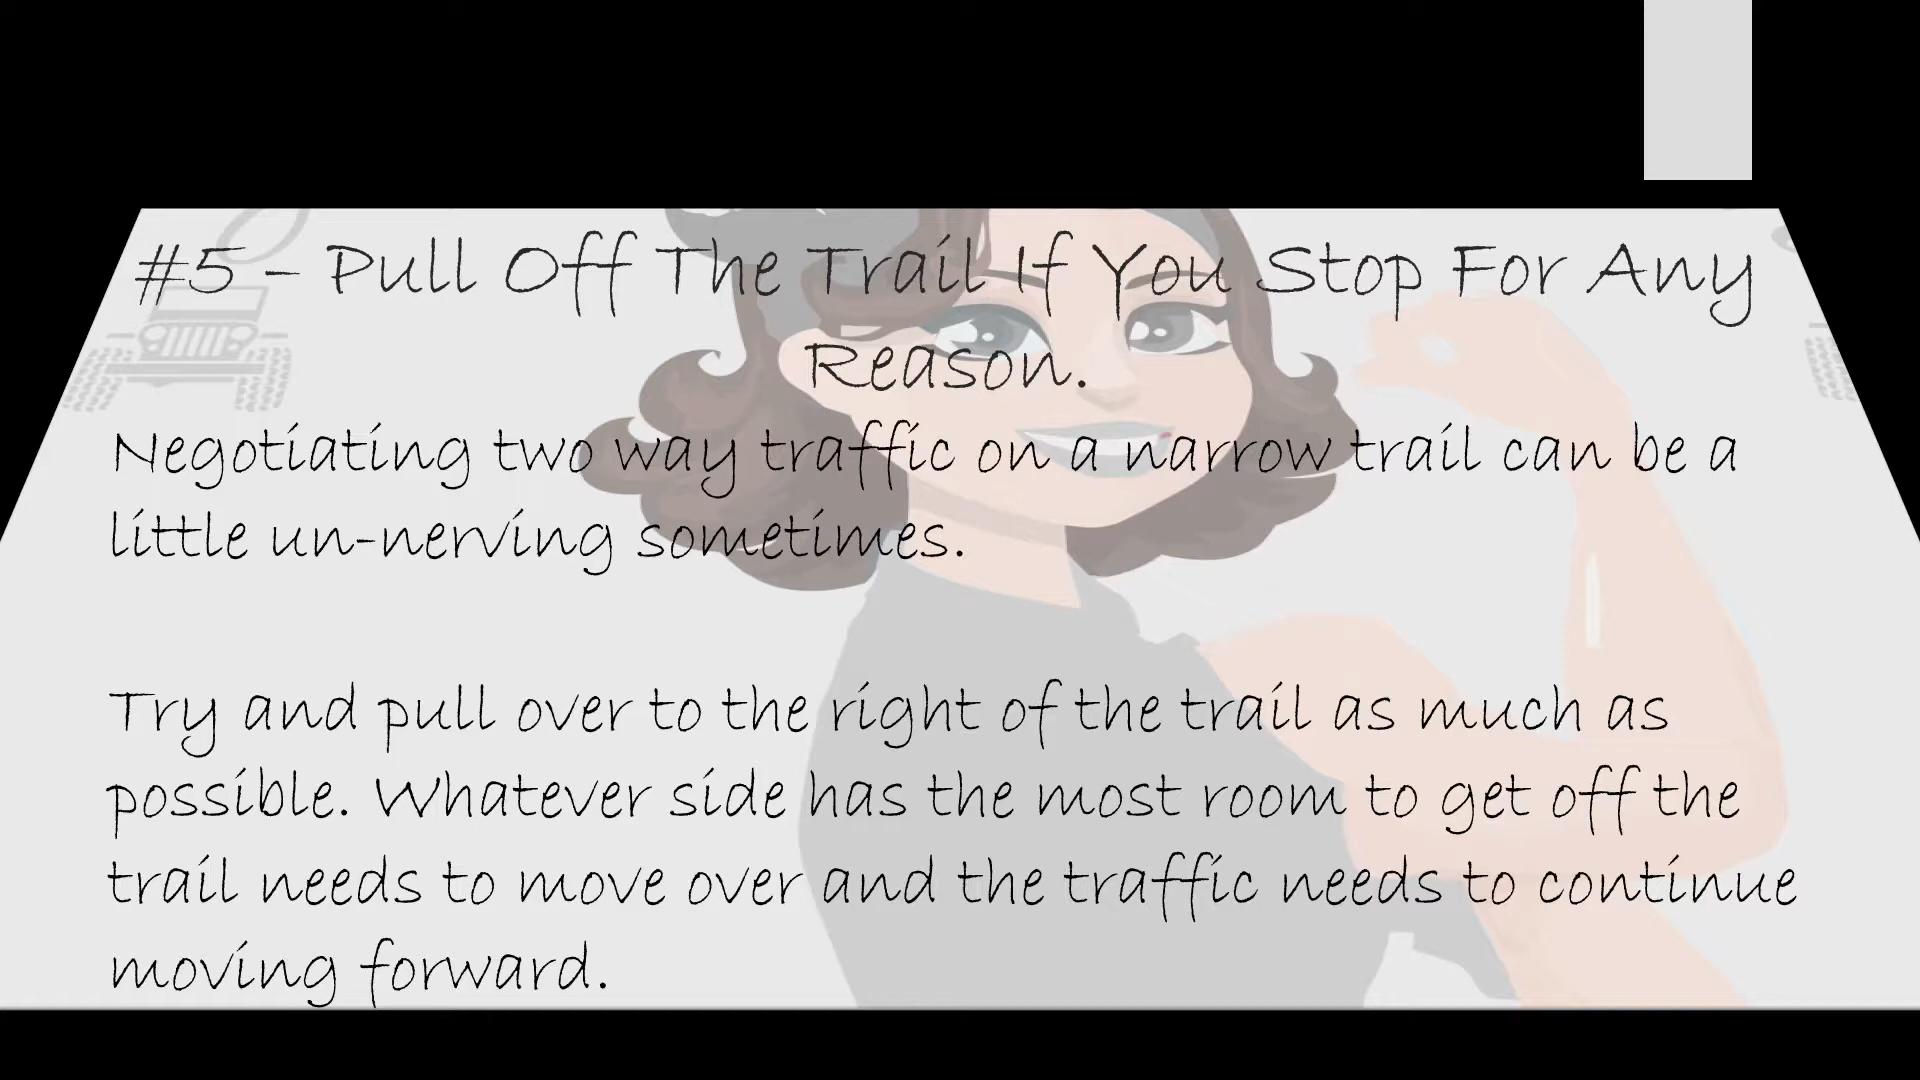 #5 - Pull Off The Trail If You Stop For Any
Reason.
Negotiating two way traffic on a narrow trail can be a
little un-nerving sometimes.
Try and pull over to the right of the trail as much as
possible. Whatever side has the most room to get off the
trail needs to move over and the traffic needs to continue
moving forward.